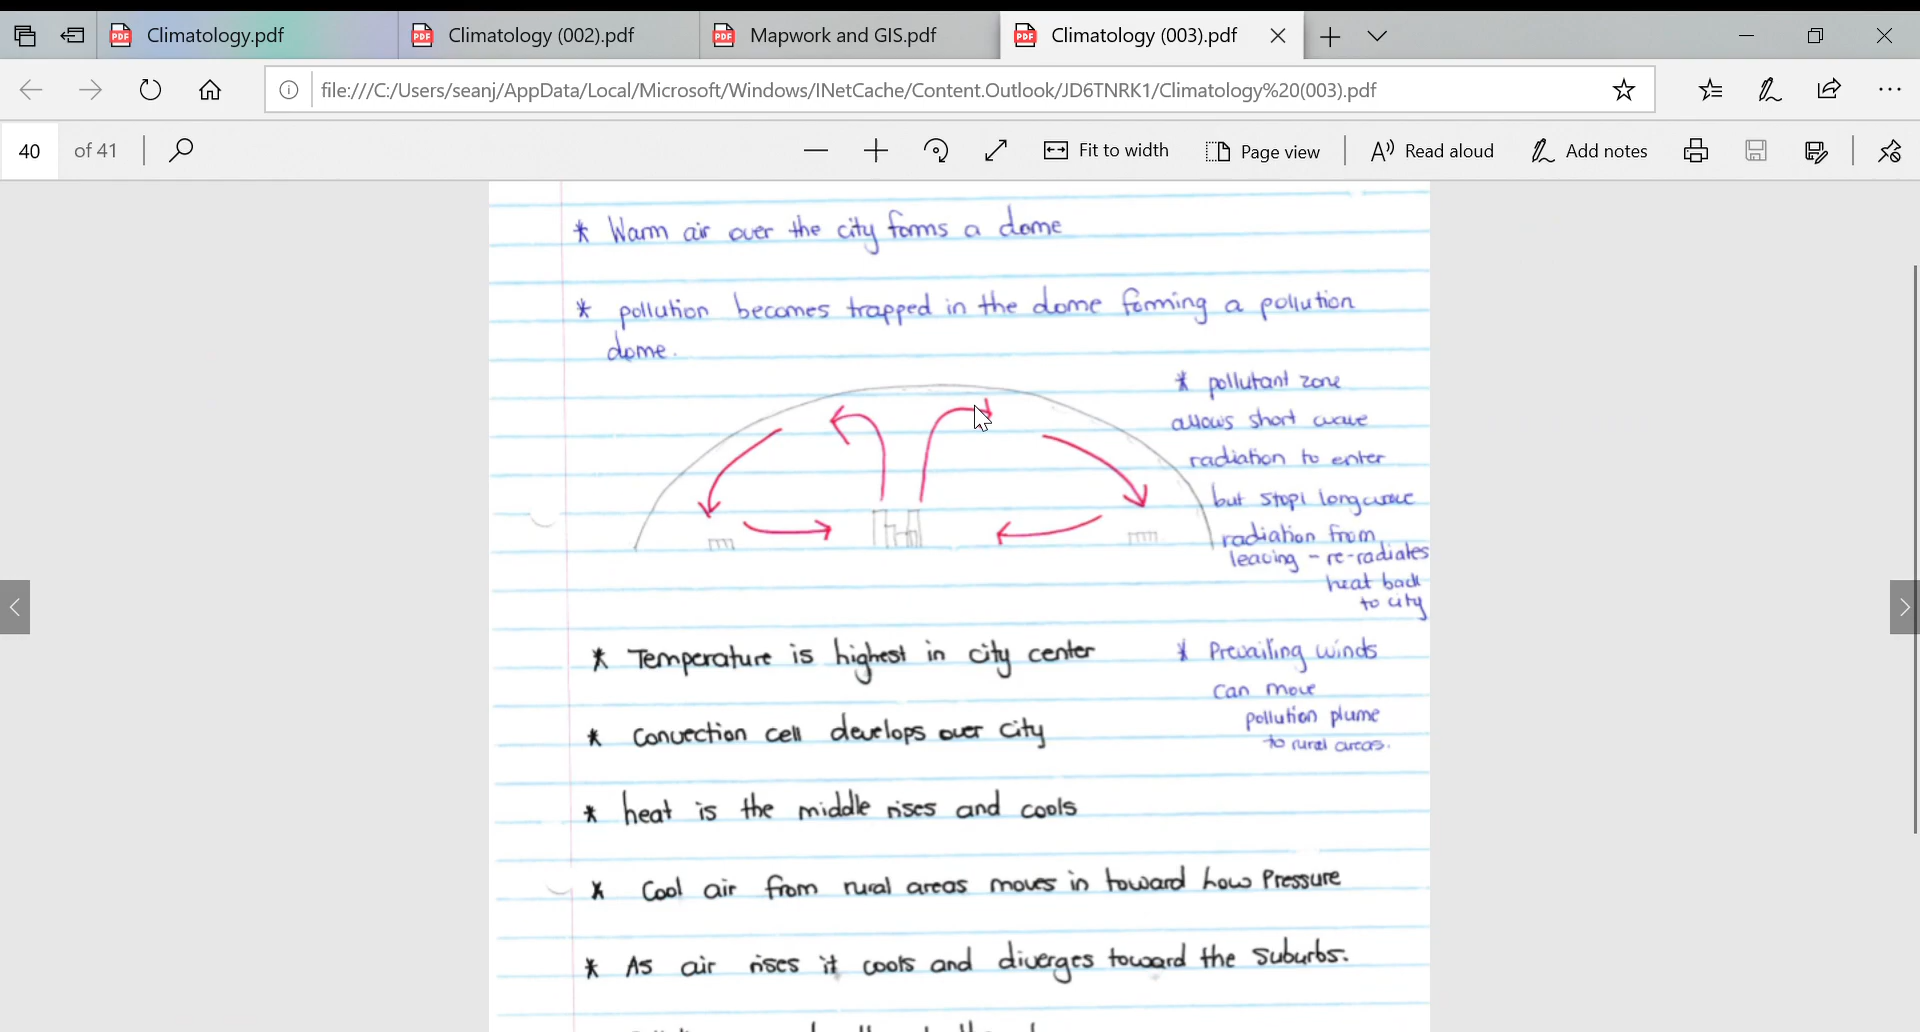 Climatology.pdf
Climatology (002).pdf
Mapwork and GIS.pdf
Climatology (003).pdf
file:///C:/Users/seanj/AppData/Local/Microsoft/Windows/INetCache/Content.Outlook/JD6TNRK1/Climatology%20(003).pdf
40 of 41
Fit to width
Page view
Read aloud
Add notes
* Warm air over the city forms a dome
* pollution becomes trapped in the dome forming a pollution
dome.
* pollutant zone
allows short wave
radiation to enter
but stops longwave
radiation from
leaving - re-radiates
heat back
to city
* Temperature is highest in city center
* Prevailing winds
can move
pollution plume
to rural areas.
* Convection cell develops over city
* heat is the middle rises and cools
* Cool air from rural areas moves in toward Low Pressure
* As air rises it cools and diverges toward the suburbs.